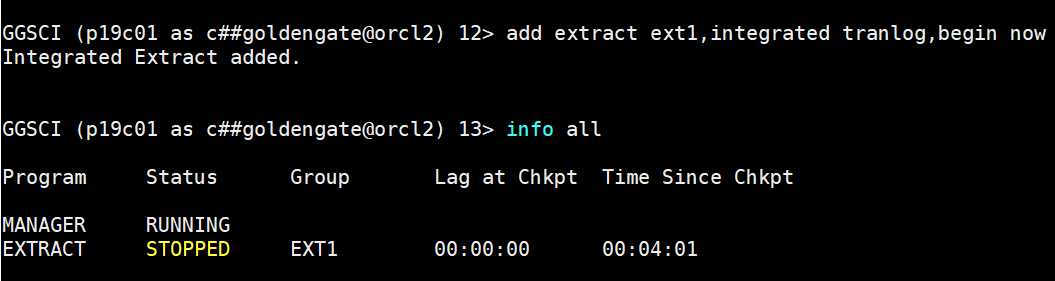 GGSCI (p19c01 as c##goldengate@orcl2) 12> add extract ext1,integrated tranlog,begin now
Integrated Extract added.
GGSCI (p19c01 as c##goldengate@orcl2) 13> info all
Program     Status      Group       Lag at Chkpt  Time Since Chkpt
MANAGER     RUNNING
EXTRACT     STOPPED     EXT1        00:00:00      00:04:01